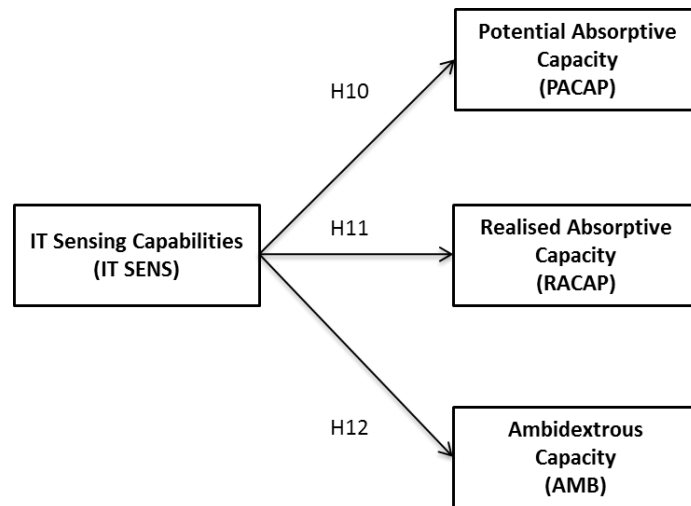 Potential Absorptive
Capacity
(PACAP)
H10
IT Sensing Capabilities
(IT SENS)
H11
Realised Absorptive
Capacity
(RACAP)
H12
Ambidextrous
Capacity
(AMB)